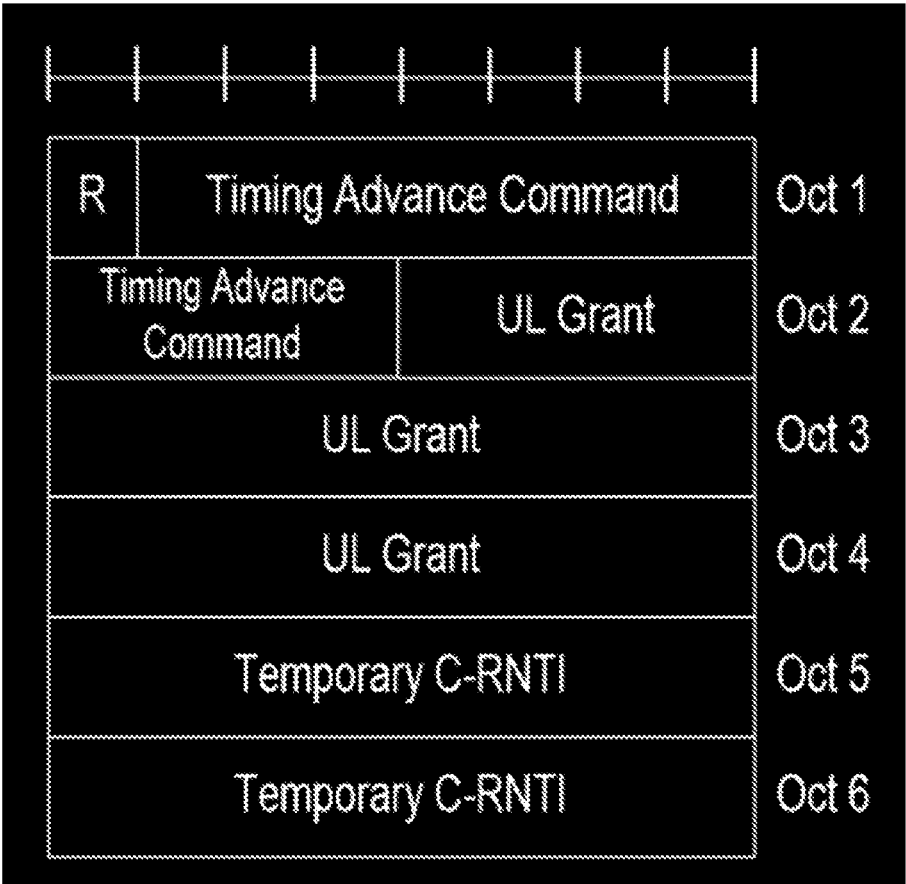 R Timing Advance Command Oct 1
Timing Advance
Command UL Grant Oct 2
UL Grant Oct 3
UL Grant Oct 4
Temporary C-RNTI Oct 5
Temporary C-RNTI Oct 6